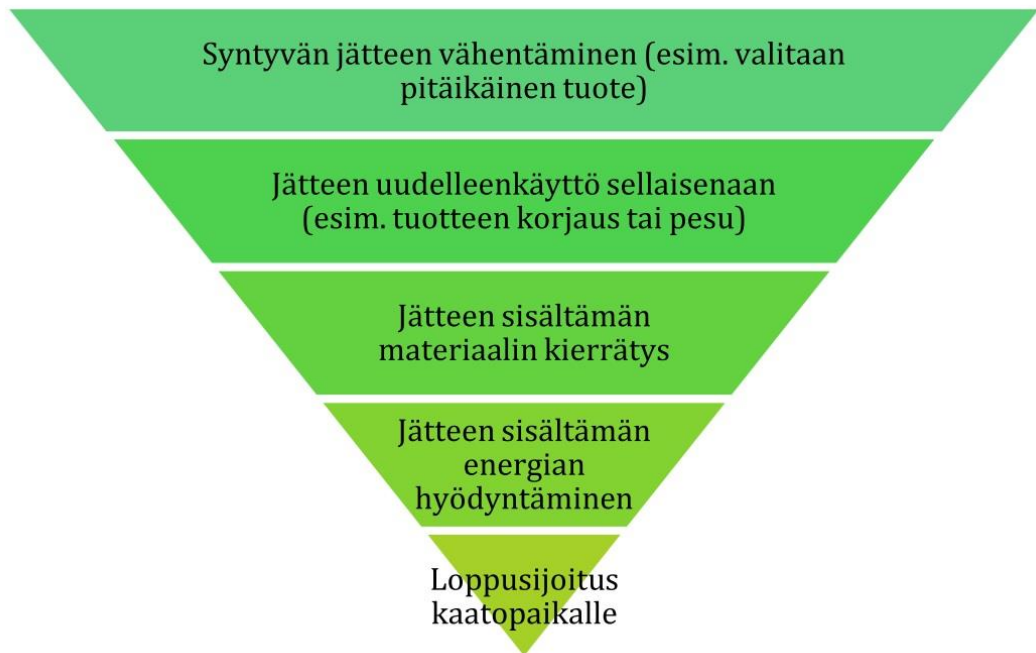 Syntyvän jätteen vähentäminen (esim. valitaan
pitäikäinen tuote)
Jätteen uudelleenkäyttö sellaisenaan
(esim. tuotteen korjaus tai pesu)
Jätteen sisältämän
materiaalin kierrätys
Jätteen sisältämän
energian
hyödyntäminen
Loppusijoitus
kaatopaikalle